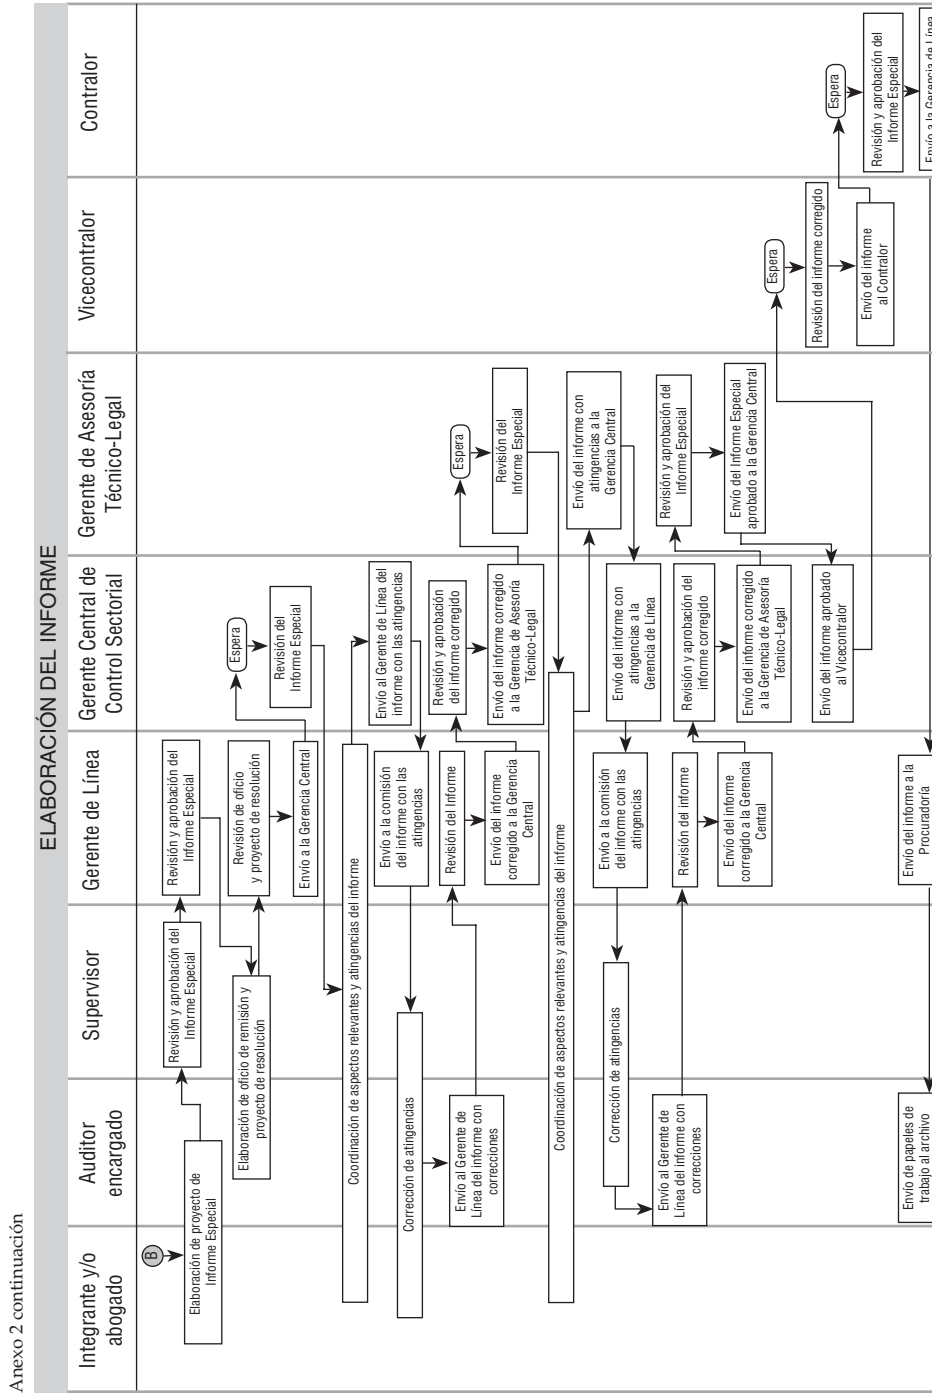 Anexo 2 continuación
ELABORACIÓN DEL INFORME
Integrante y/o
abogado
Auditor
encargado
Supervisor
Gerente de Línea
Gerente Central de
Control Sectorial
Gerente de Asesoría
Técnico-Legal
Vicecontralor
Contralor
B
Elaboración de proyecto de
Informe Especial
Revisión y aprobación del
Informe Especial
Revisión y aprobación del
Informe Especial
Elaboración de oficio de remisión y
proyecto de resolución
Revisión de oficio
y proyecto de resolución
Envío a la Gerencia Central
Espera
Revisión del
Informe Especial
Coordinación de aspectos relevantes y atingencias del informe
Envío al Gerente de Línea del
informe con las atingencias
Envío a la comisión
del informe con las
atingencias
Corrección de atingencias
Envío al Gerente de
Línea del informe con
correcciones
Revisión del Informe
Envío del informe
corregido a la Gerencia
Central
Revisión y aprobación
del informe corregido
Envío del informe corregido
a la Gerencia de Asesoría
Técnico-Legal
Espera
Revisión del
Informe Especial
Coordinación de aspectos relevantes y atingencias del informe
Envío del informe con
atingencias a la
Gerencia Central
Envío del informe con
atingencias a la
Gerencia de Línea
Envío a la comisión
del informe con las
atingencias
Corrección de atingencias
Envío al Gerente de
Línea del informe con
correcciones
Revisión del informe
Envío del informe
corregido a la Gerencia
Central
Revisión y aprobación del
informe corregido
Envío del informe corregido
a la Gerencia de Asesoría
Técnico-Legal
Revisión y aprobación del
Informe Especial
Envío del Informe Especial
aprobado a la Gerencia Central
Envío del informe aprobado
al Vicecontralor
Espera
Revisión del informe corregido
Envío del informe
al Contralor
Espera
Revisión y aprobación del
Informe Especial
Envío a la Gerencia de Línea
Envío del informe a la
Procuradoría
Envío de papeles de
trabajo al archivo